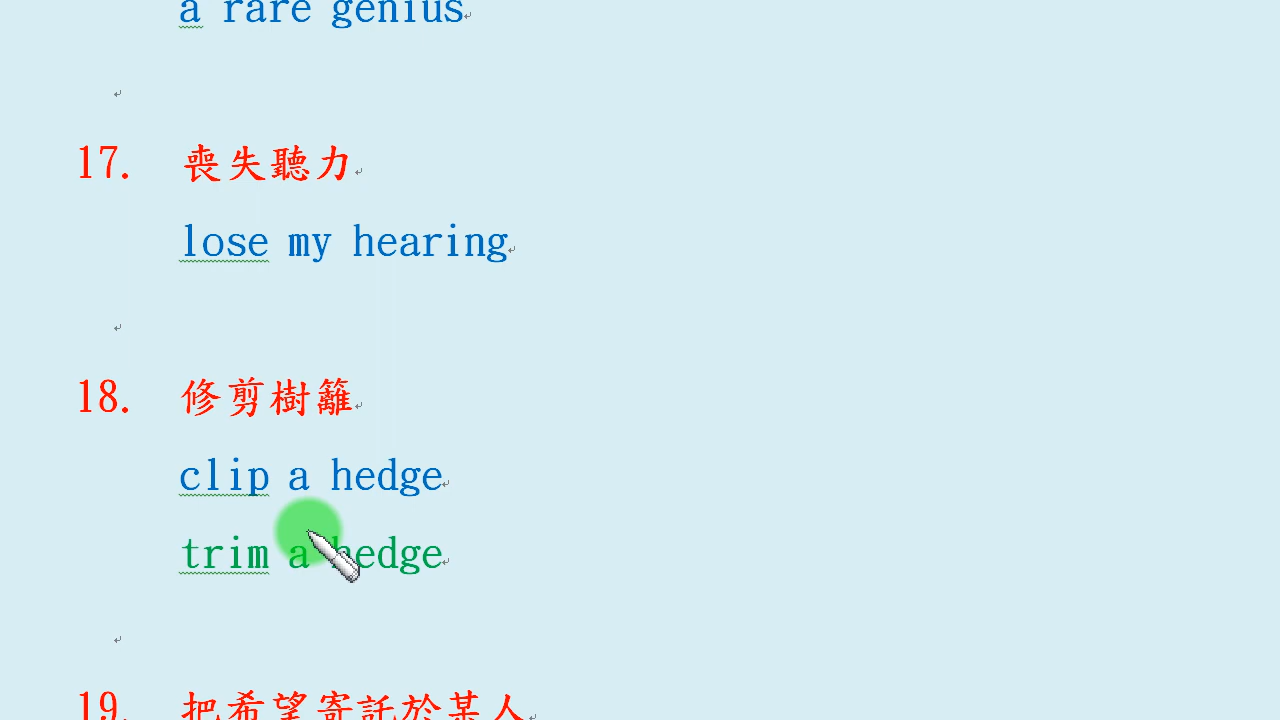 a rare genius
17. 喪失聽力
lose my hearing
18. 修剪樹籬
clip a hedge
trim a hedge
19. 把希望寄託於某人